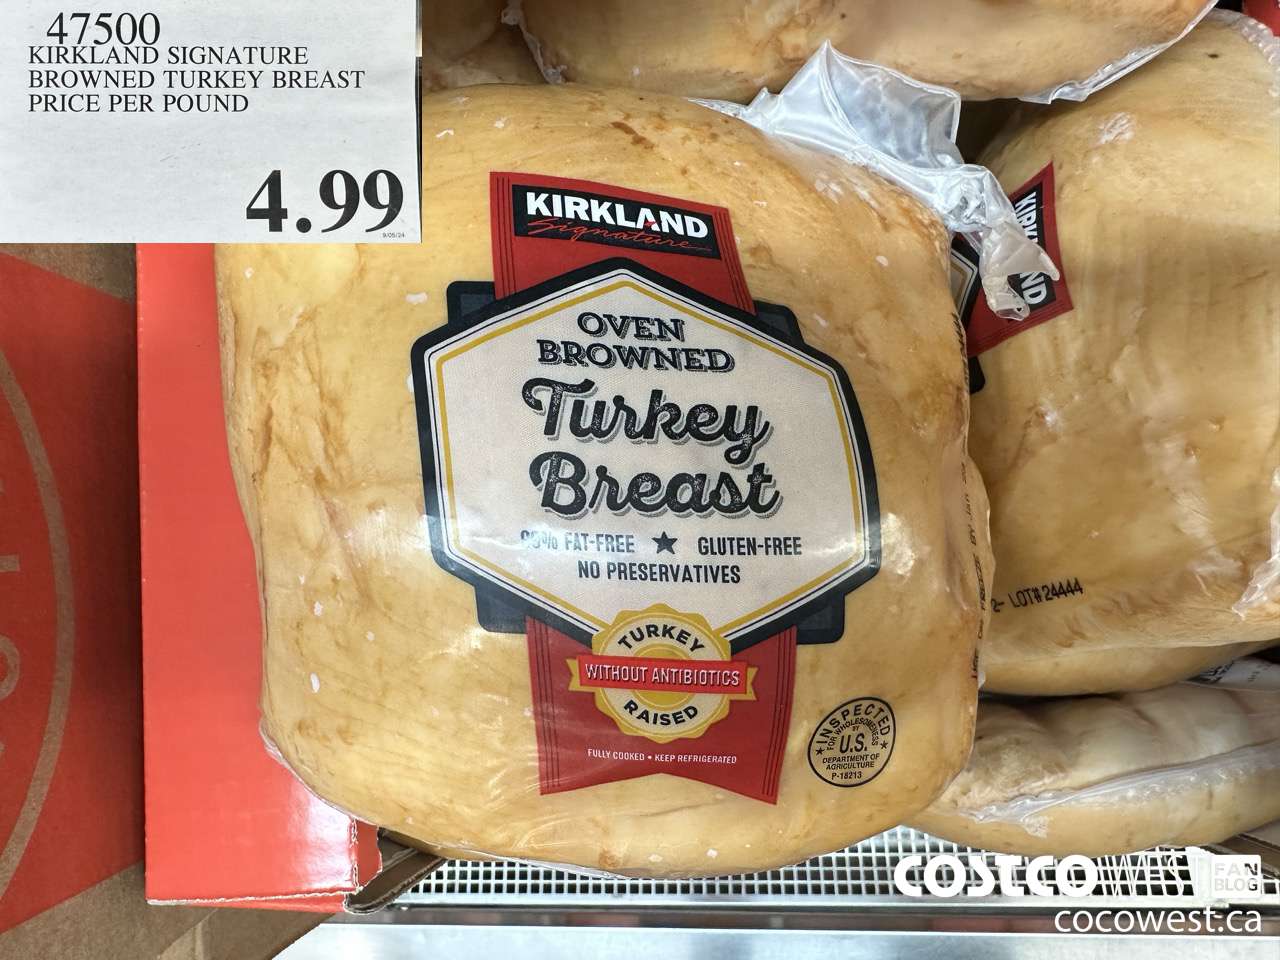 47500
KIRKLAND SIGNATURE
BROWNED TURKEY BREAST
PRICE PER POUND
4.99
9/05/24
KIRKLAND
Signature
OVEN
BROWNED
Turkey
Breast
FAT-FREE ★ GLUTEN-FREE
NO PRESERVATIVES
TURKEY
WITHOUT ANTIBIOTICS
RAISED
FULLY COOKED • KEEP REFRIGERATED
INSPECTED
FOR WHOLESOMENESS
BY
U.S.
DEPARTMENT OF
AGRICULTURE
P-18213
KIRKLAND
LOT# 24444
COSTCO WEST
FAN
BLOG
cocowest.ca